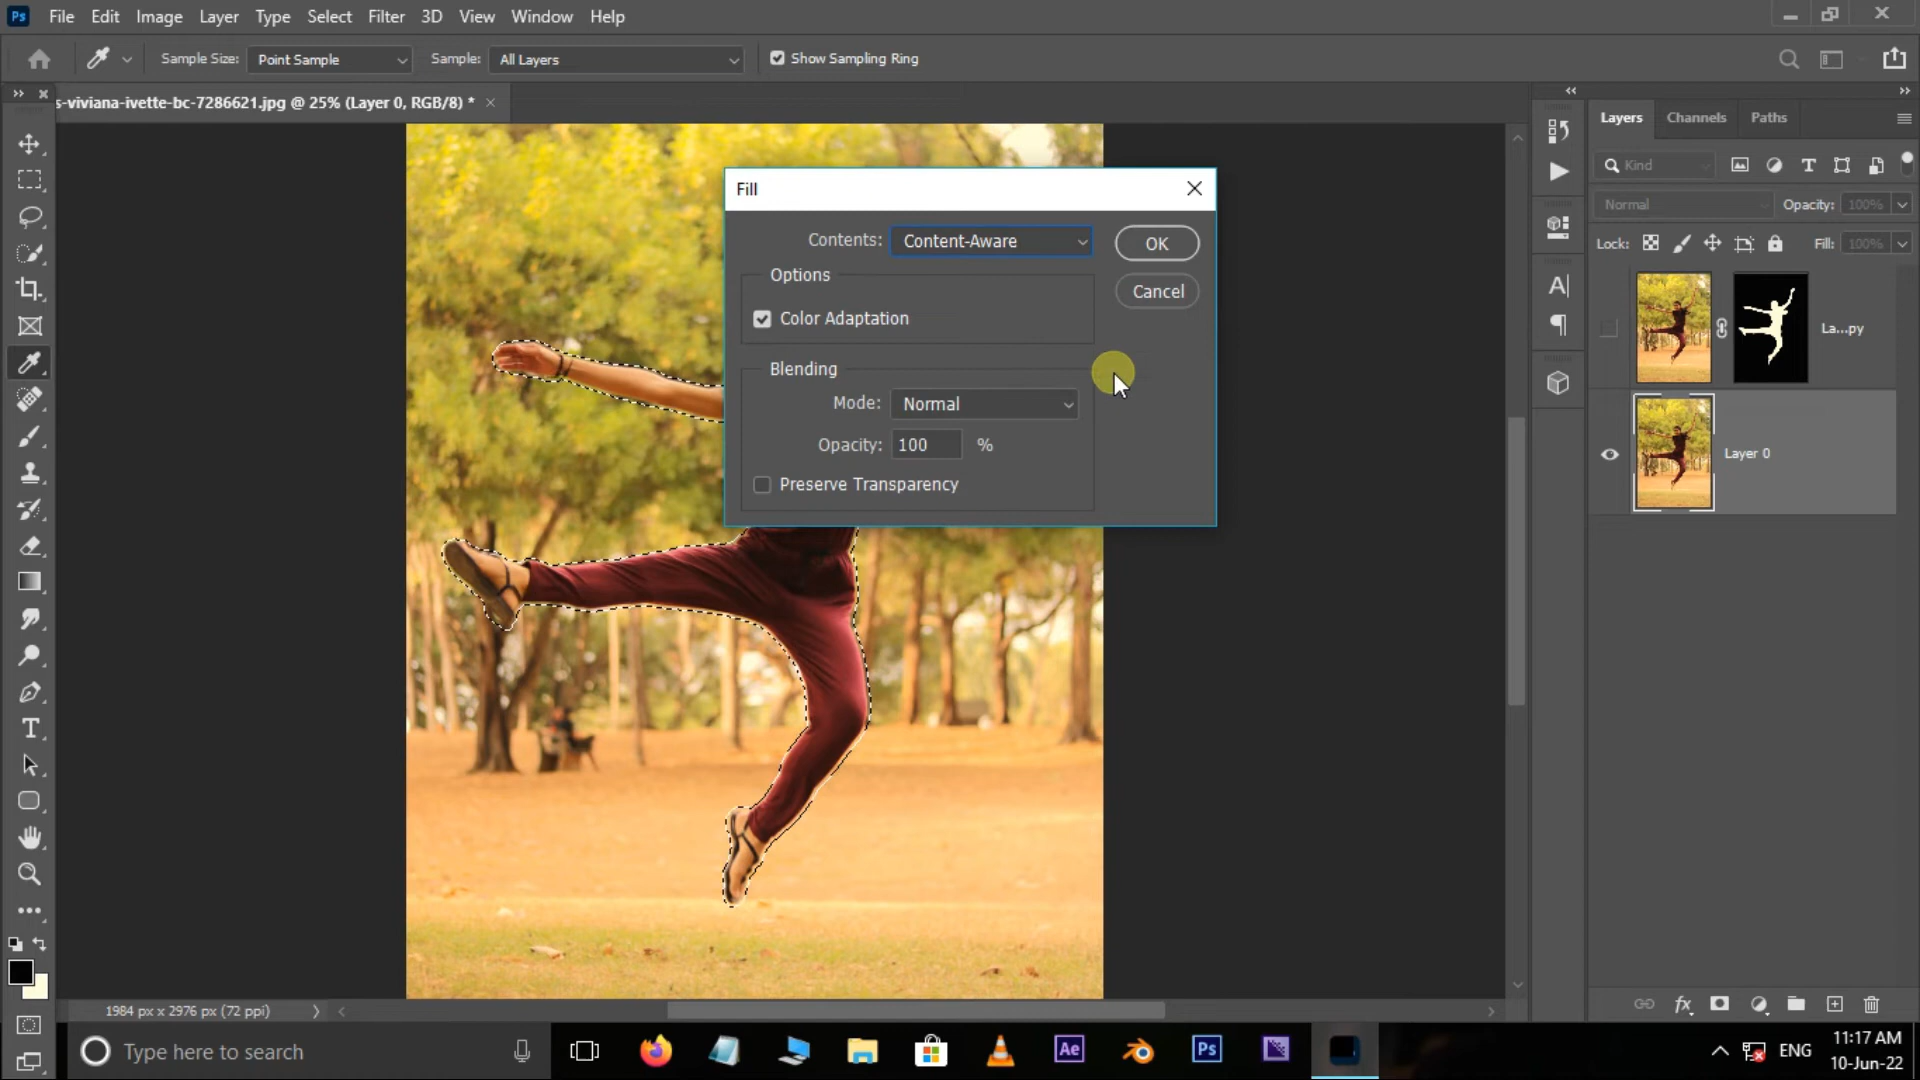 Ps File Edit Image Layer Type Select Filter 3D View Window Help
Sample Size: Point Sample Sample: All Layers Show Sampling Ring
s-viviana-ivette-bc-7286621.jpg @ 25% (Layer 0, RGB/8) *
Fill
Contents: Content-Aware
OK
Options
Cancel
Color Adaptation
Blending
Mode: Normal
Opacity: 100 %
Preserve Transparency
Layers Channels Paths
Kind
Normal Opacity: 100%
Lock: Fill: 100%
La...py
Layer 0
fx
1984 px x 2976 px (72 ppi)
Type here to search
Ae
Ps
ENG
11:17 AM
10-Jun-22